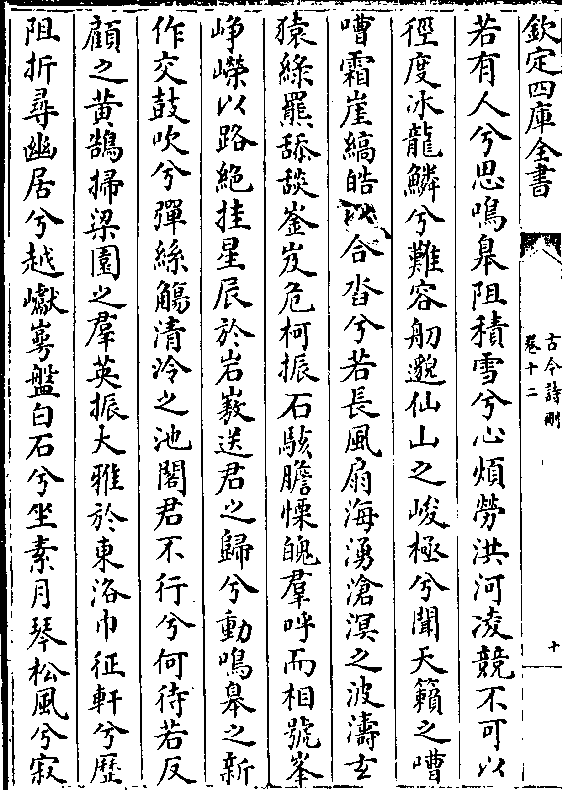 欽定四庫全書
古今詩刪
卷十二
十
若有人兮思鳴皋阻積雪兮心煩勞洪河凌競不可以
徑度冰龍鱗兮難容舠邈仙山之峻極兮聞天籟之嘈
嘈霜崖縞皓以合沓兮若長風扇海湧滄溟之波濤玄
猿綠羆舔舕崟岌危柯振石駭膽慄魄羣呼而相號峯
崢嶸以路絶挂星辰於岩嶅送君之歸兮動鳴皋之新
作交鼓吹兮彈絲觴清泠之池閣君不行兮何待若反
顧之黄鵠掃梁園之羣英振大雅於東洛巾征軒兮歷
阻折尋幽居兮越巘崿盤白石兮坐素月琴松風兮寂